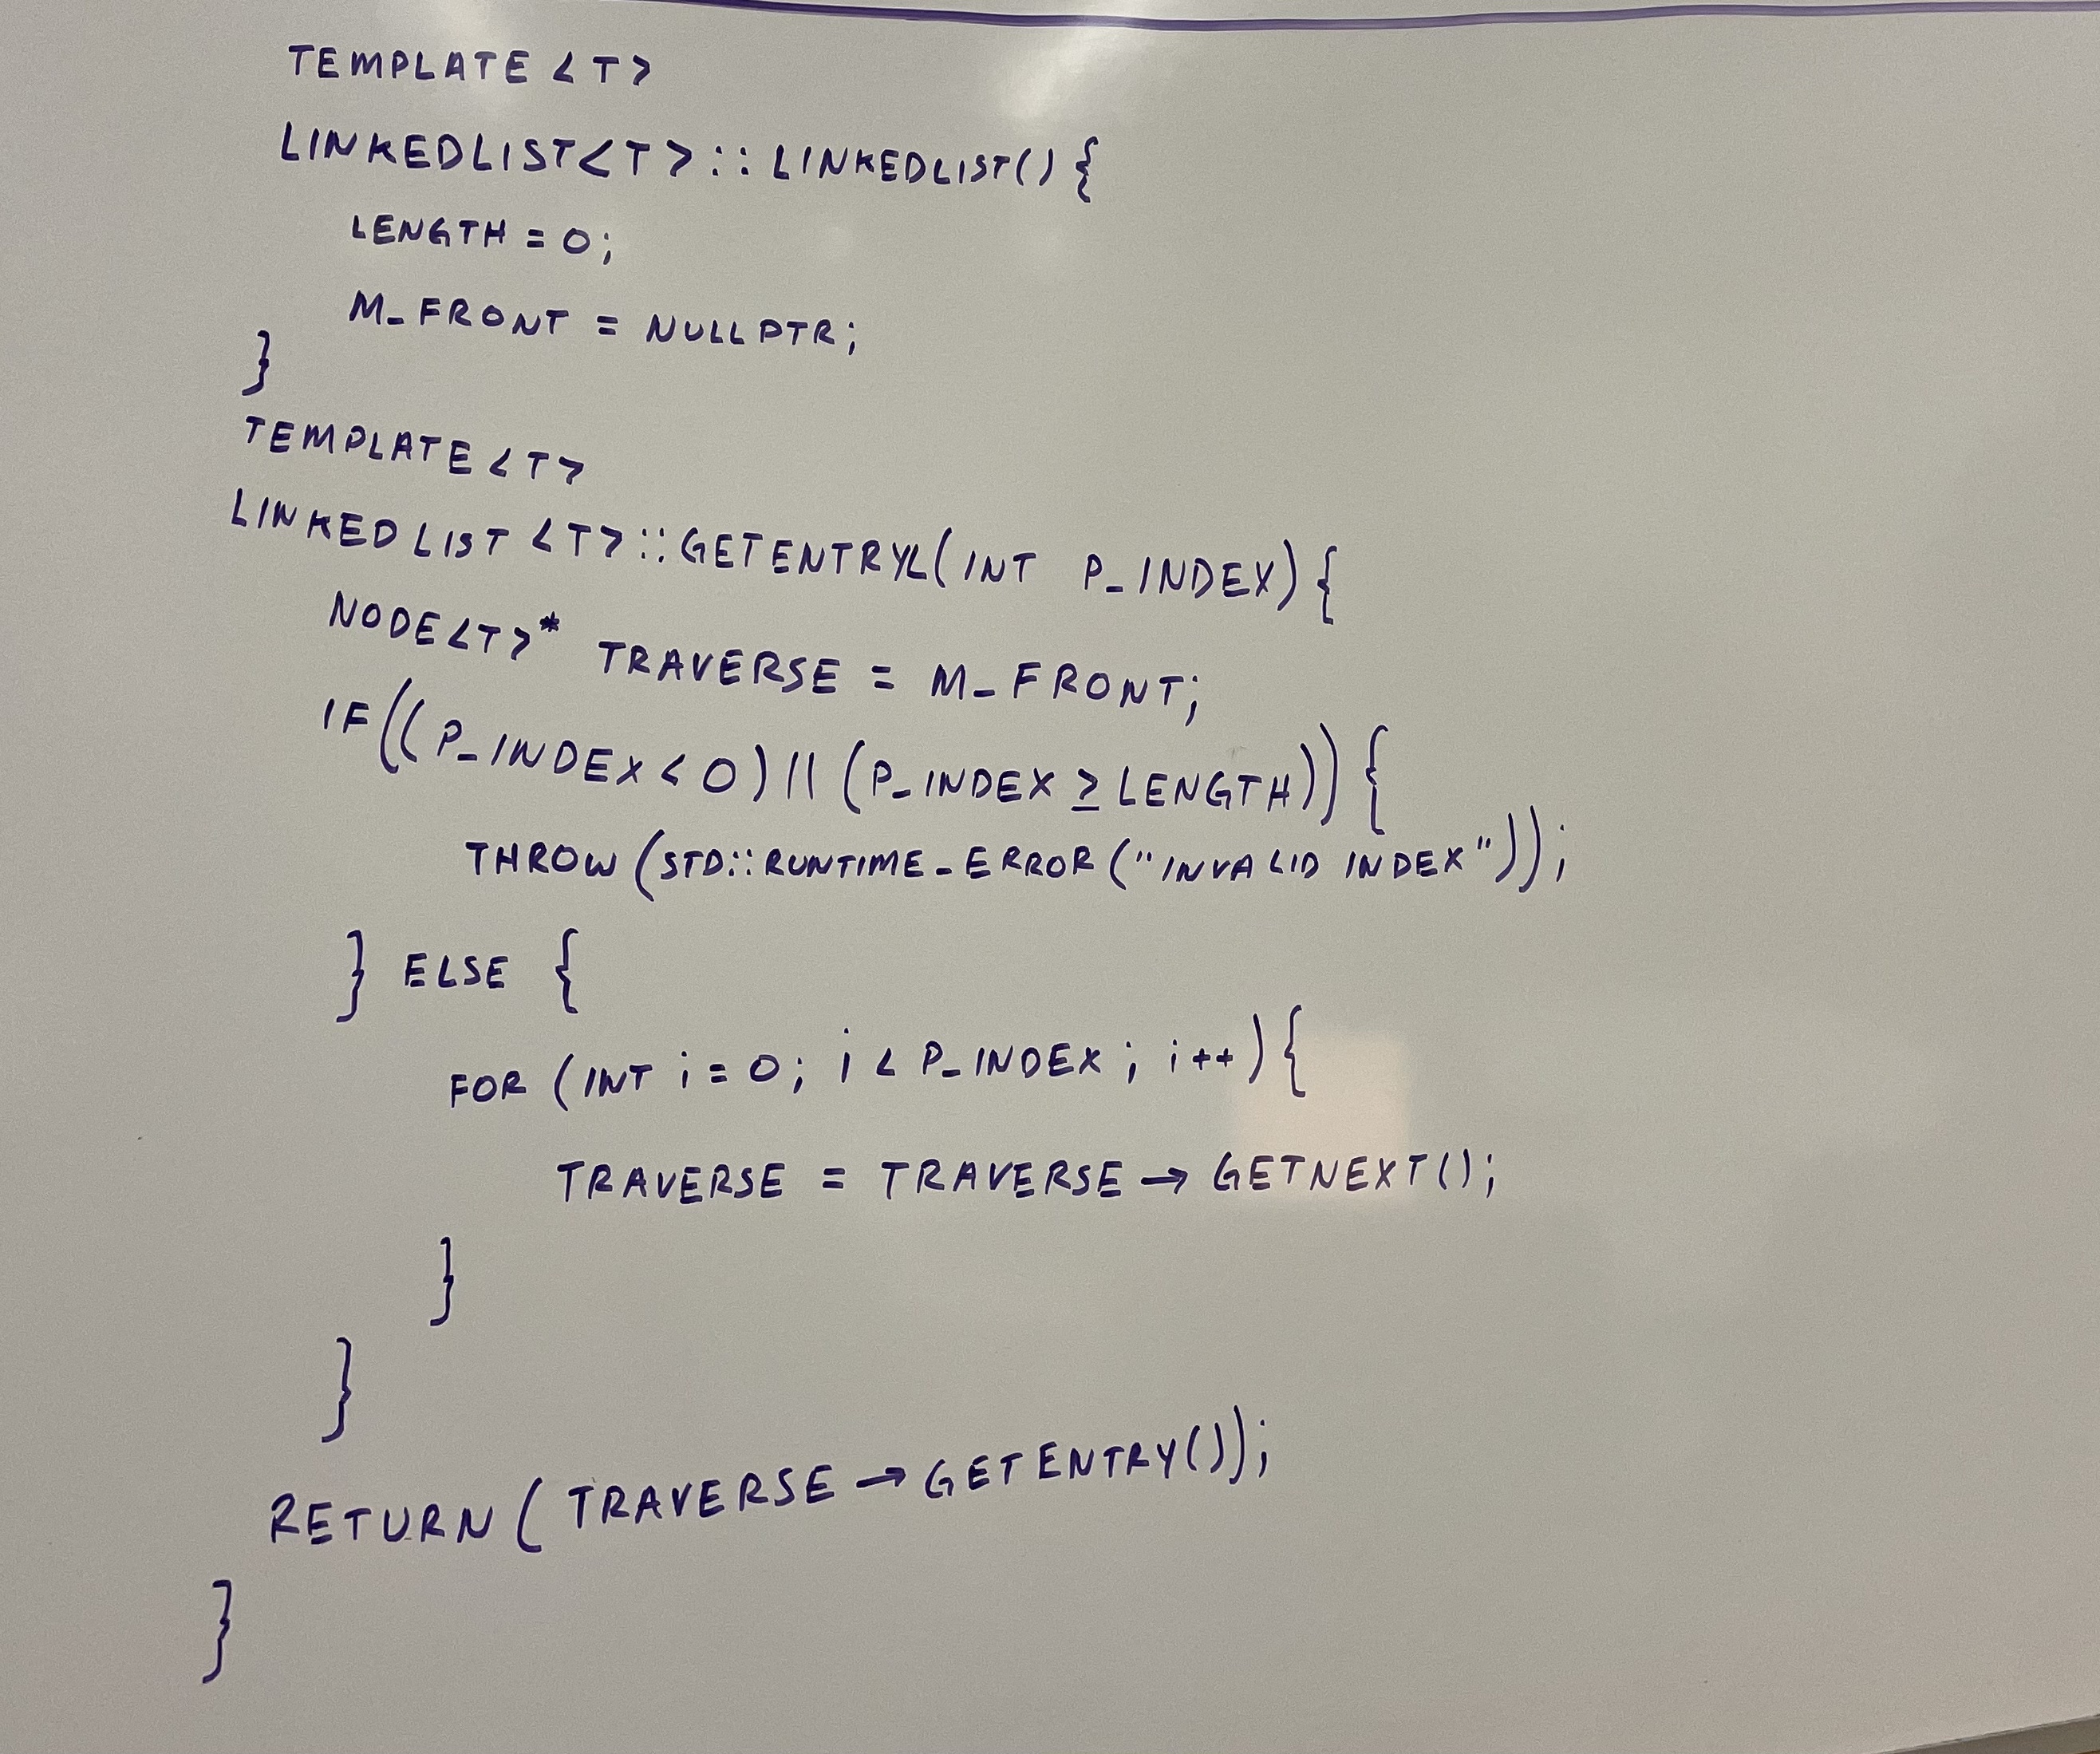 TEMPLATE <T>
LINKEDLIST<T>::LINKEDLIST(){
LENGTH = 0;
M_FRONT = NULLPTR;
}
TEMPLATE <T>
LINKEDLIST <T>::GETENTRYL(INT P_INDEX){
NODE<T>* TRAVERSE = M_FRONT;
IF((P_INDEX < 0) || (P_INDEX ≥ LENGTH)){
THROW (STD::RUNTIME_ERROR("INVALID INDEX"));
} ELSE {
FOR (INT i = 0; i < P_INDEX; i++){
TRAVERSE = TRAVERSE → GETNEXT();
}
}
RETURN( TRAVERSE → GETENTRY());
}